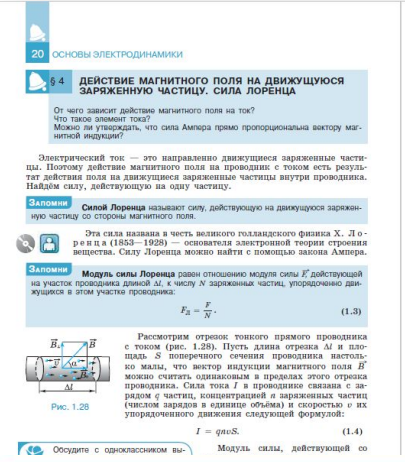 20 ОСНОВЫ ЭЛЕКТРОДИНАМИКИ
§ 4 ДЕЙСТВИЕ МАГНИТНОГО ПОЛЯ НА ДВИЖУЩУЮСЯ
ЗАРЯЖЕННУЮ ЧАСТИЦУ. СИЛА ЛОРЕНЦА
От чего зависит действие магнитного поля на ток?
Что такое элемент тока?
Можно ли утверждать, что сила Ампера прямо пропорциональна вектору маг-
нитной индукции?
Электрический ток — это направленно движущиеся заряженные части-
цы. Поэтому действие магнитного поля на проводник с током есть резуль-
тат действия поля на движущиеся заряженные частицы внутри проводника.
Найдём силу, действующую на одну частицу.
Запомни
Силой Лоренца называют силу, действующую на движущуюся заряжен-
ную частицу со стороны магнитного поля.
Эта сила названа в честь великого голландского физика Х. Ло-
ренца (1853—1928) — основателя электронной теории строения
вещества. Силу Лоренца можно найти с помощью закона Ампера.
Запомни
Модуль силы Лоренца равен отношению модуля силы F, действующей
на участок проводника длиной Δl, к числу N заряженных частиц, упорядоченно дви-
жущихся в этом участке проводника:
Fл = F/N. (1.3)
Рассмотрим отрезок тонкого прямого проводника
с током (рис. 1.28). Пусть длина отрезка Δl и пло-
щадь S поперечного сечения проводника настоль-
ко малы, что вектор индукции магнитного поля B⃗
можно считать одинаковым в пределах этого отрезка
проводника. Сила тока I в проводнике связана с за-
рядом q частиц, концентрацией n заряженных частиц
(числом зарядов в единице объёма) и скоростью v их
упорядоченного движения следующей формулой:
B⃗ B⃗
α
Δl
Рис. 1.28
I = qnvS. (1.4)
Обсудите с одноклассником вы-
Модуль силы, действующей со